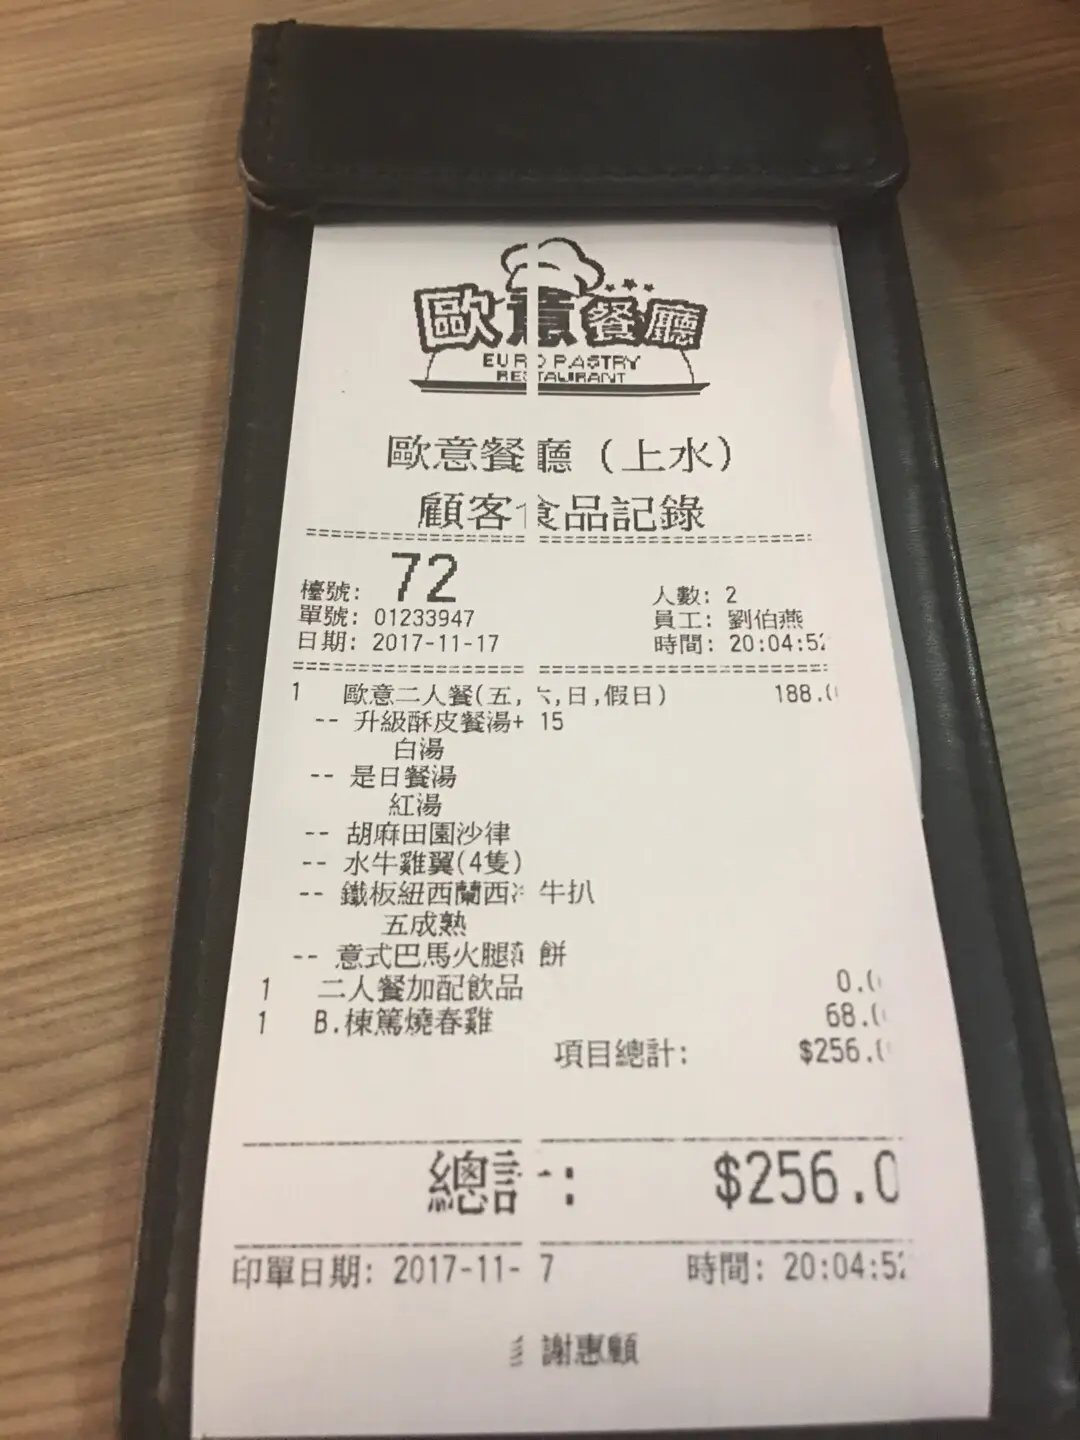 歐意餐廳
EURO PASTRY
RESTAURANT
歐意餐廳（上水）
顧客食品記錄
檯號: 72 人數: 2
單號: 01233947 員工: 劉伯燕
日期: 2017-11-17 時間: 20:04:52
1 歐意二人餐(五,六,日,假日) 188.0
-- 升級酥皮餐湯+ 15
白湯
-- 是日餐湯
紅湯
-- 胡麻田園沙律
-- 水牛雞翼(4隻)
-- 鐵板紐西蘭西冷牛扒
五成熟
-- 意式巴馬火腿薄餅
1 二人餐加配飲品 0.0
1 B.棟篤燒春雞 68.0
項目總計: $256.0
總計: $256.0
印單日期: 2017-11-17 時間: 20:04:52
多謝惠顧